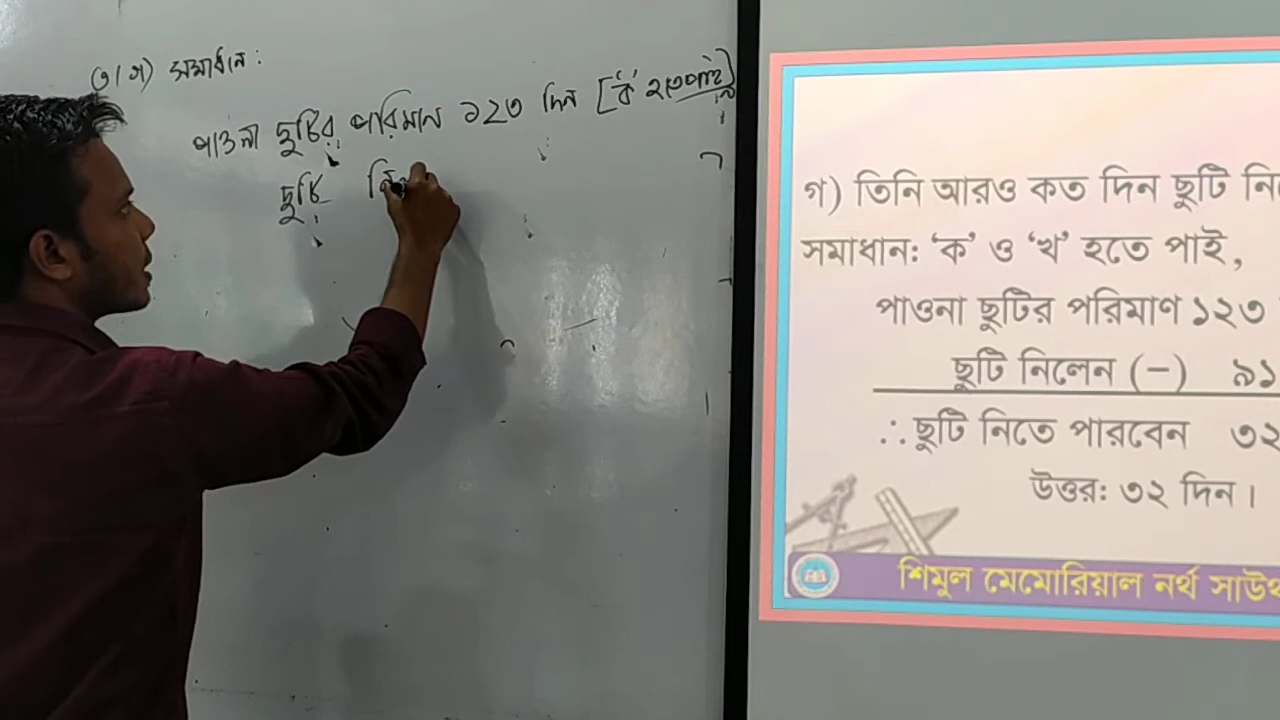 ৩। গ) সমাধান:
পাওনা ছুটির পরিমান ১২৩ দিন ['ক' হতে পাই]
ছুটি নি
গ) তিনি আরও কত দিন ছুটি নি
সমাধানঃ ‘ক’ ও ‘খ’ হতে পাই,
পাওনা ছুটির পরিমাণ ১২৩
ছুটি নিলেন (−) ৯১
∴ ছুটি নিতে পারবেন ৩২
উত্তরঃ ৩২ দিন।
শিমুল মেমোরিয়াল নর্থ সাউথ